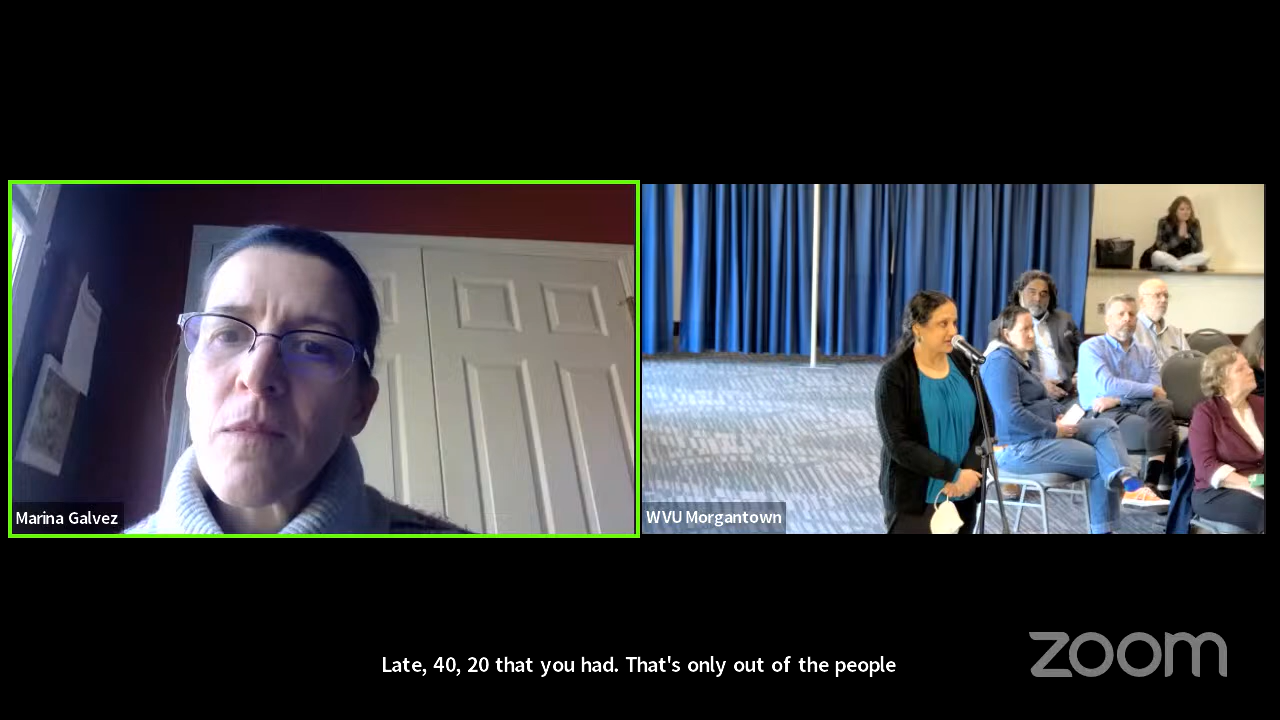 Marina Galvez
WVU Morgantown
Late, 40, 20 that you had. That's only out of the people
zoom